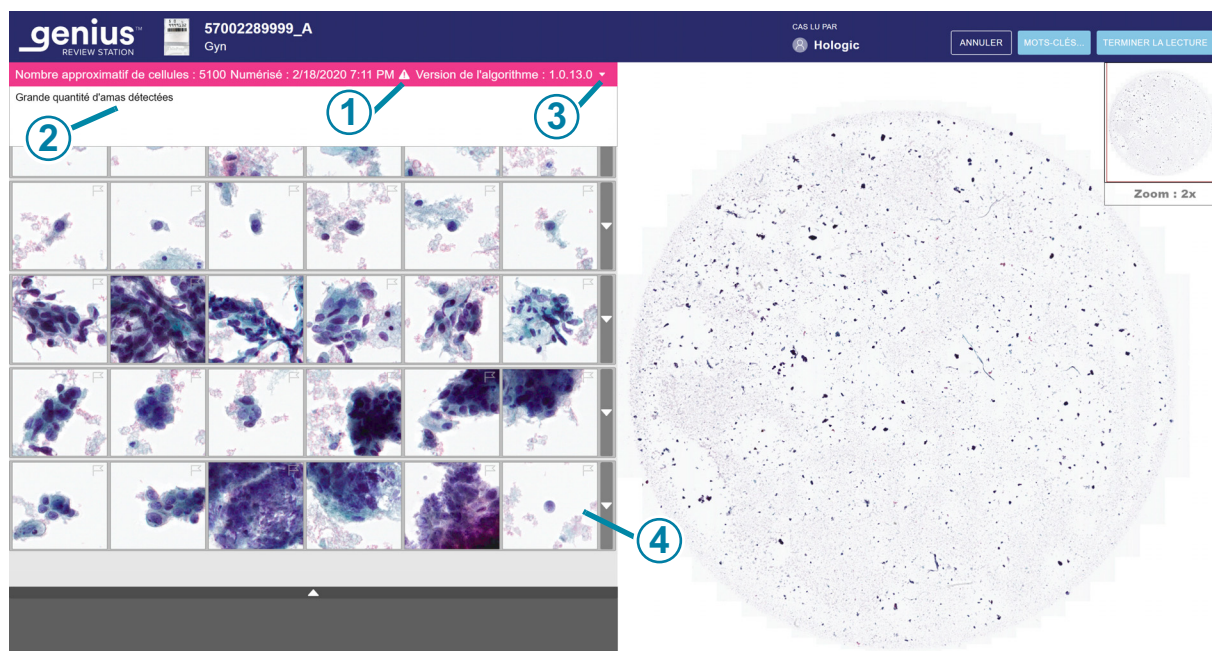 genius™
REVIEW STATION
57002289999_A
Gyn
CAS LU PAR
Hologic
ANNULER
MOTS-CLÉS...
TERMINER LA LECTURE
Nombre approximatif de cellules : 5100 Numérisé : 2/18/2020 7:11 PM Version de l'algorithme : 1.0.13.0
Grande quantité d'amas détectées
1
2
3
4
Zoom : 2x